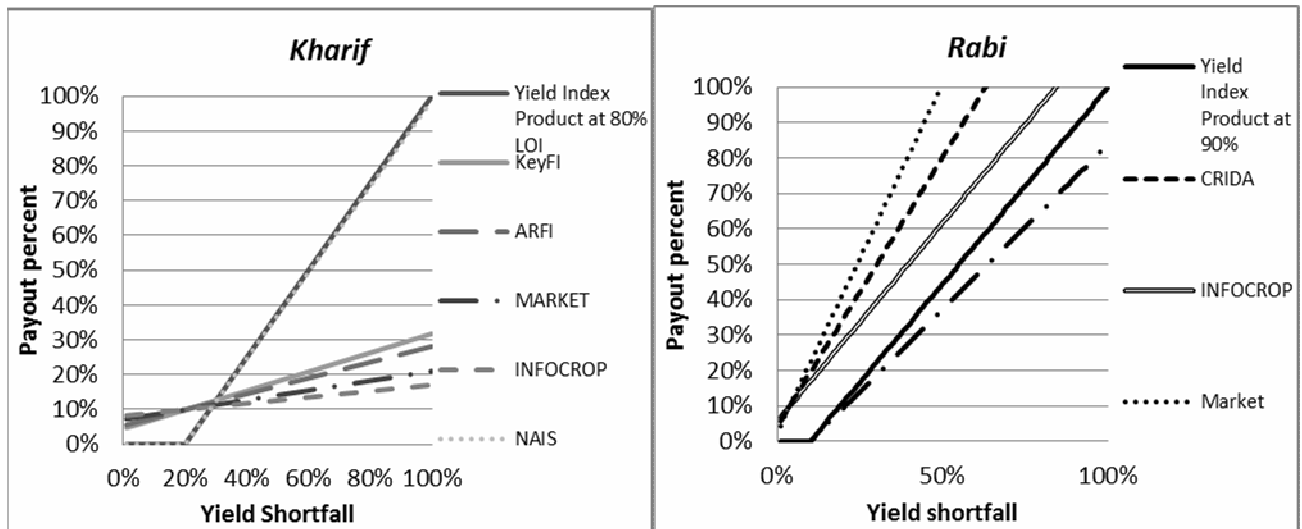 Kharif
100%
90%
80%
70%
60%
50%
40%
30%
20%
10%
0%
Payout percent
0% 20% 40% 60% 80% 100%
Yield Shortfall
Yield Index
Product at 80%
LOI
KeyFI
ARFI
MARKET
INFOCROP
NAIS
Rabi
100%
90%
80%
70%
60%
50%
40%
30%
20%
10%
0%
Payout percent
0% 50% 100%
Yield shortfall
Yield
Index
Product at
90%
CRIDA
INFOCROP
Market